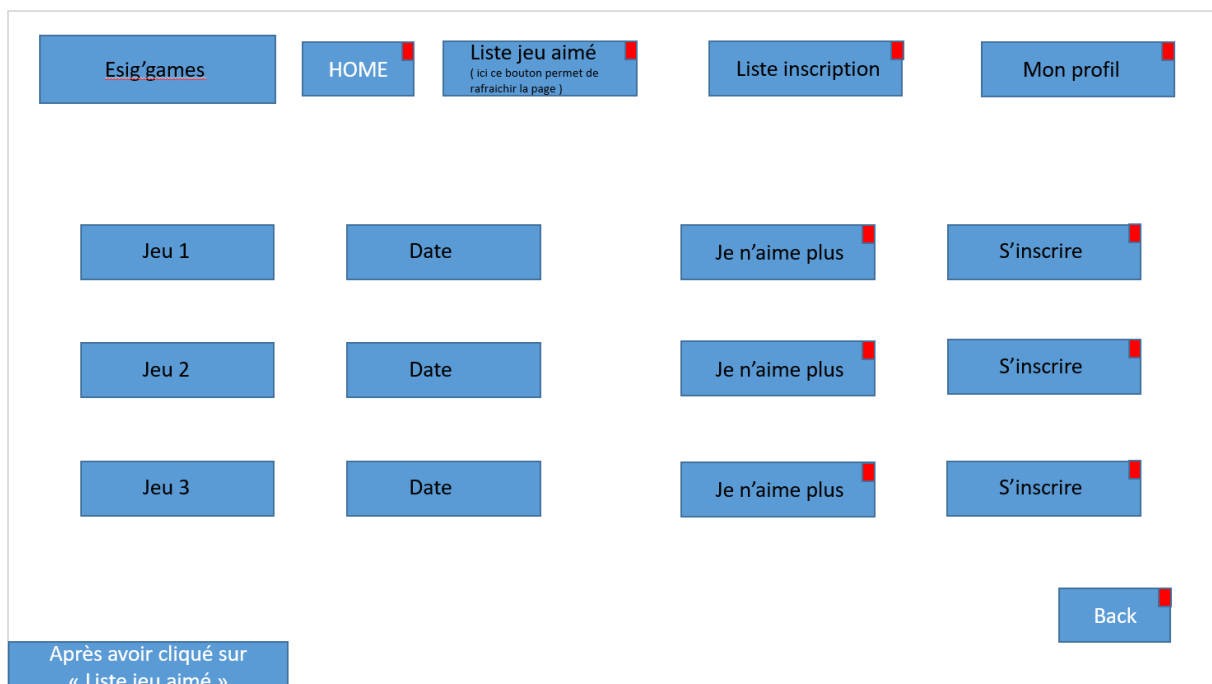 Esig'games
HOME
Liste jeu aimé
( ici ce bouton permet de
rafraichir la page )
Liste inscription
Mon profil
Jeu 1
Date
Je n'aime plus
S'inscrire
Jeu 2
Date
Je n'aime plus
S'inscrire
Jeu 3
Date
Je n'aime plus
S'inscrire
Back
Après avoir cliqué sur
« Liste jeu aimé »